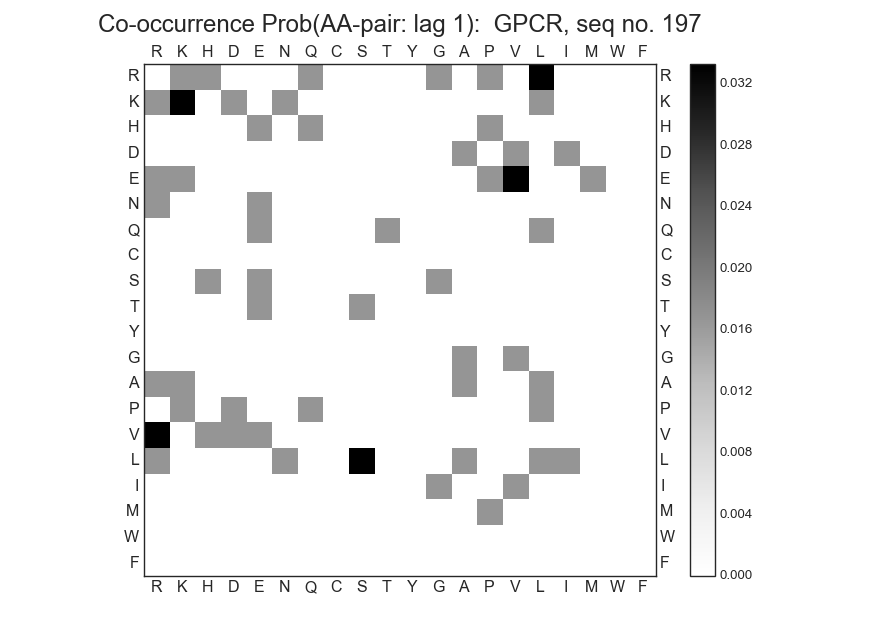 Co-occurrence Prob(AA-pair: lag 1):  GPCR, seq no. 197
R K H D E N Q C S T Y G A P V L I M W F
R R
K K
H H
D D
E E
N N
Q Q
C C
S S
T T
Y Y
G G
A A
P P
V V
L L
I I
M M
W W
F F
R K H D E N Q C S T Y G A P V L I M W F
0.032
0.028
0.024
0.020
0.016
0.012
0.008
0.004
0.000